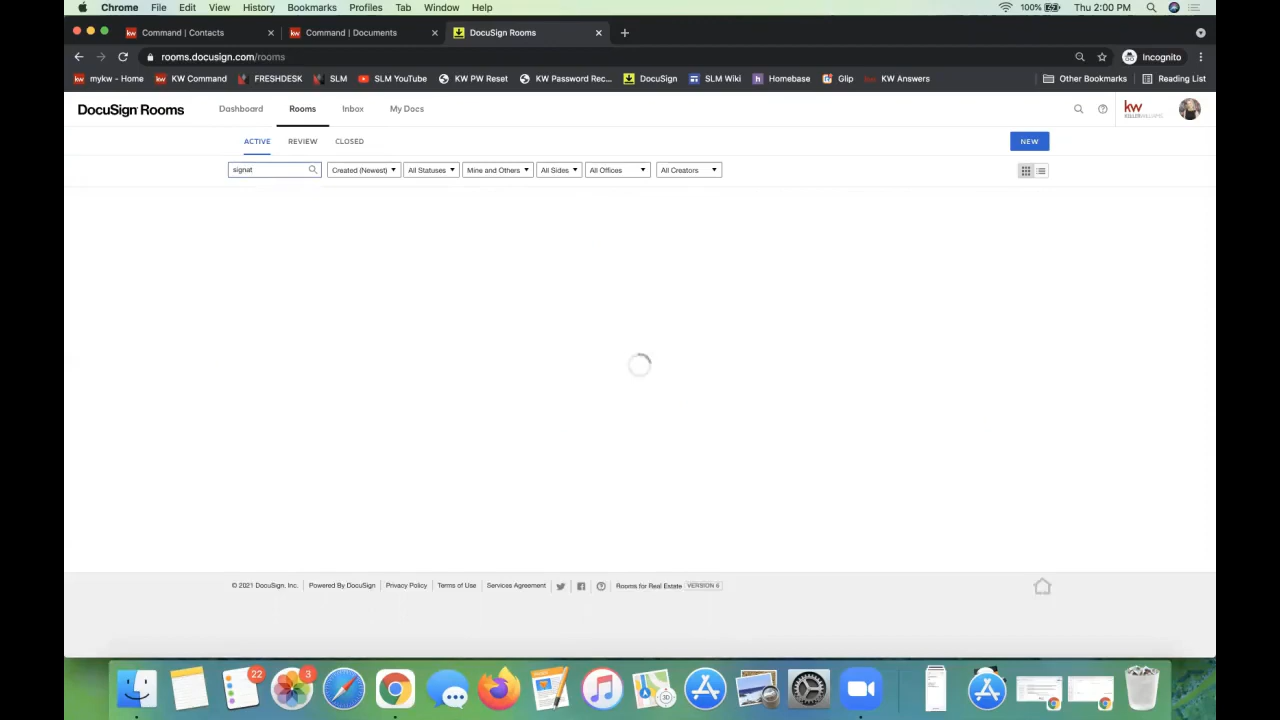 Chrome File Edit View History Bookmarks Profiles Tab Window Help 100% Thu 2:00 PM
Command | Contacts Command | Documents DocuSign Rooms
rooms.docusign.com/rooms Incognito
mykw - Home KW Command FRESHDESK SLM SLM YouTube KW PW Reset KW Password Rec... DocuSign SLM Wiki Homebase Glip KW Answers Other Bookmarks Reading List
DocuSign Rooms Dashboard Rooms Inbox My Docs kw KELLERWILLIAMS
ACTIVE REVIEW CLOSED NEW
signat Created (Newest) All Statuses Mine and Others All Sides All Offices All Creators
© 2021 DocuSign, Inc. Powered By DocuSign Privacy Policy Terms of Use Services Agreement Rooms for Real Estate VERSION 6
22 3